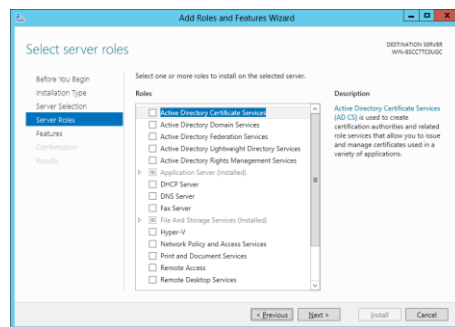 Add Roles and Features Wizard
Select server roles
DESTINATION SERVER
WIN-8SCCTTCDUGC
Before You Begin
Installation Type
Server Selection
Server Roles
Features
Confirmation
Results
Select one or more roles to install on the selected server.
Roles
Active Directory Certificate Services
Active Directory Domain Services
Active Directory Federation Services
Active Directory Lightweight Directory Services
Active Directory Rights Management Services
Application Server (Installed)
DHCP Server
DNS Server
Fax Server
File And Storage Services (Installed)
Hyper-V
Network Policy and Access Services
Print and Document Services
Remote Access
Remote Desktop Services
Description
Active Directory Certificate Services
(AD CS) is used to create
certification authorities and related
role services that allow you to issue
and manage certificates used in a
variety of applications.
< Previous
Next >
Install
Cancel